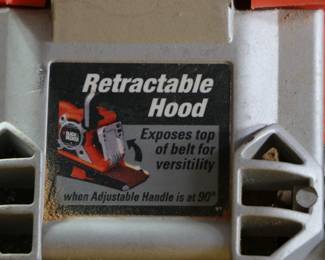 Retractable
Hood
Exposes top
of belt for
versitility
when Adjustable Handle is at 90°